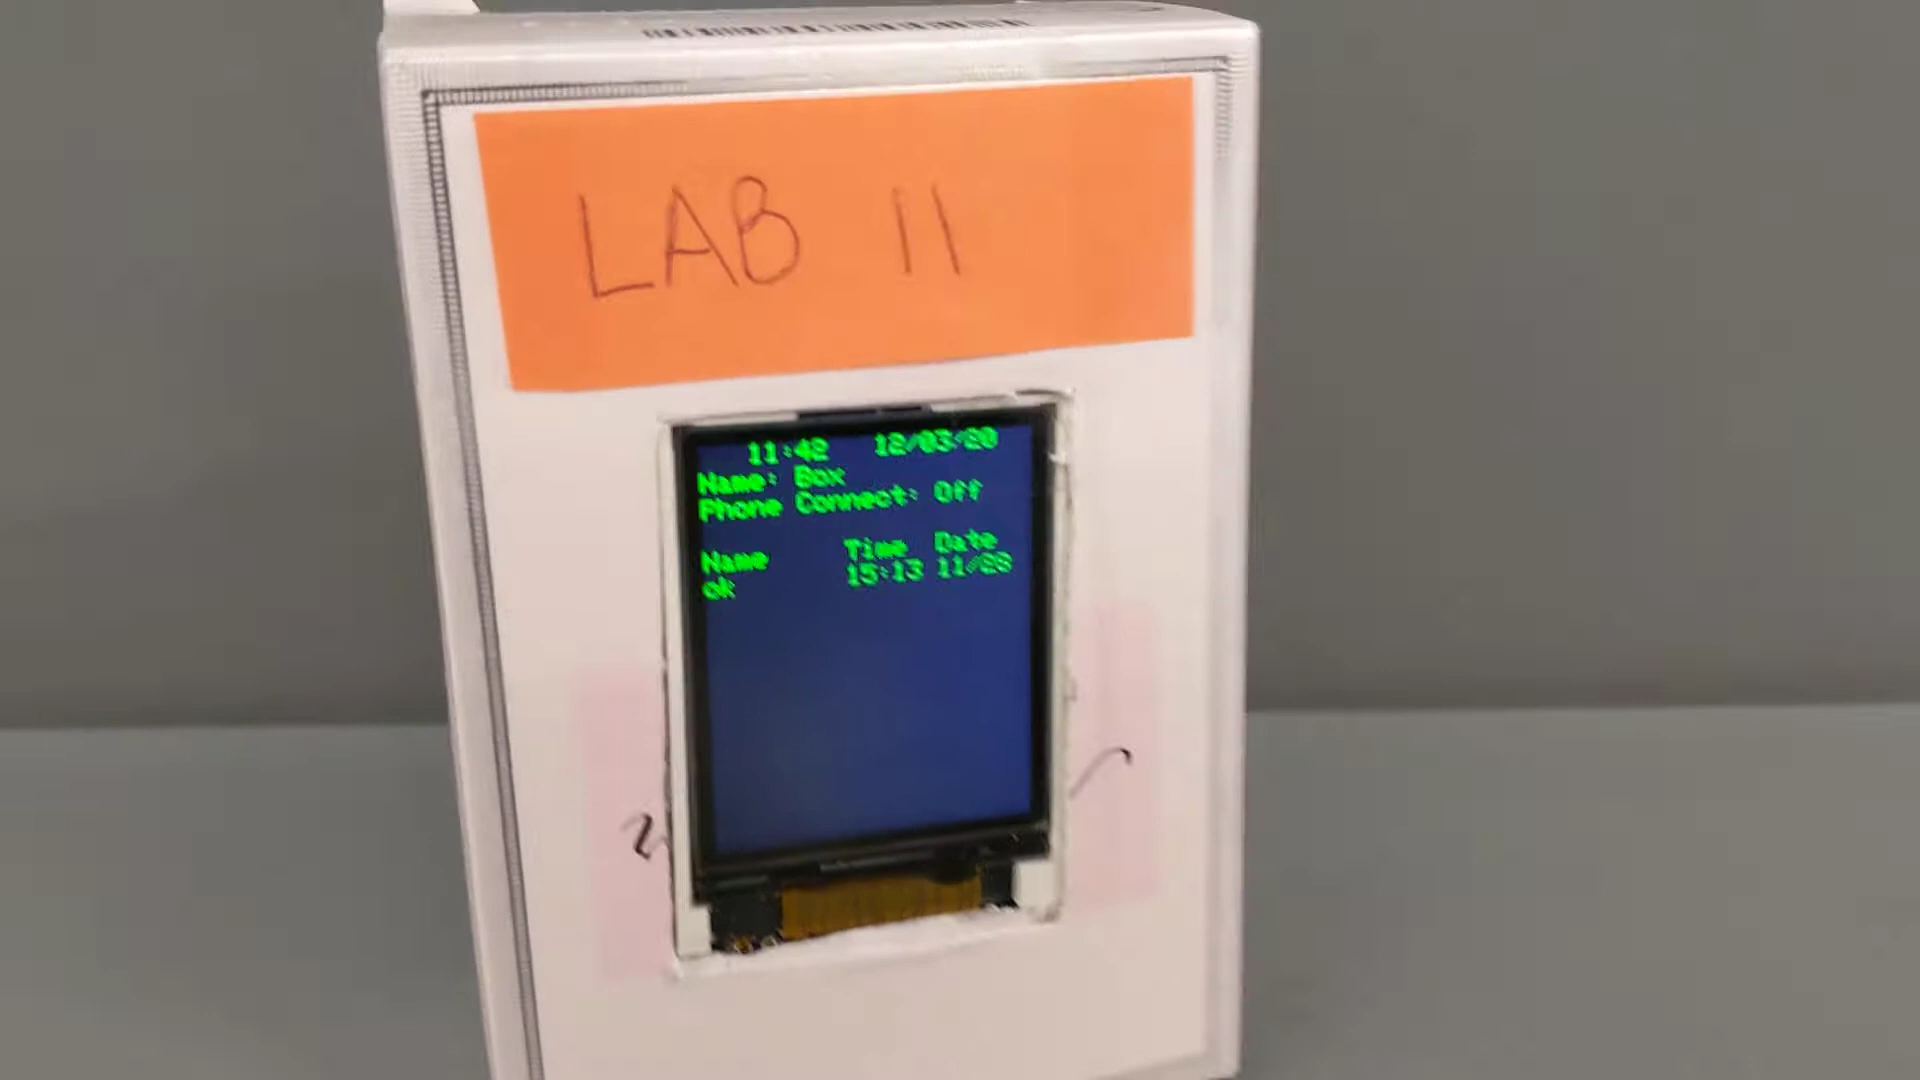 LAB 11
11:42 12/03/20
Name: Box
Phone Connect: Off
Name Time Date
ok 15:13 11/28